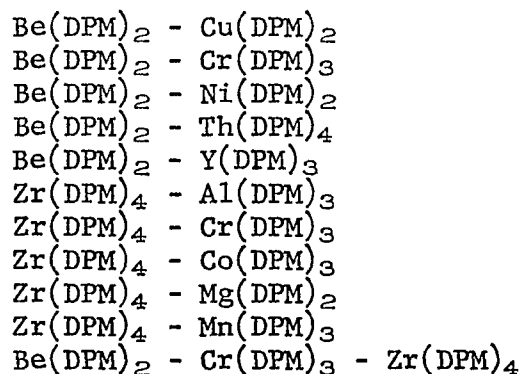 Be(DPM)₂ - Cu(DPM)₂
Be(DPM)₂ - Cr(DPM)₃
Be(DPM)₂ - Ni(DPM)₂
Be(DPM)₂ - Th(DPM)₄
Be(DPM)₂ - Y(DPM)₃
Zr(DPM)₄ - Al(DPM)₃
Zr(DPM)₄ - Cr(DPM)₃
Zr(DPM)₄ - Co(DPM)₃
Zr(DPM)₄ - Mg(DPM)₂
Zr(DPM)₄ - Mn(DPM)₃
Be(DPM)₂ - Cr(DPM)₃ - Zr(DPM)₄